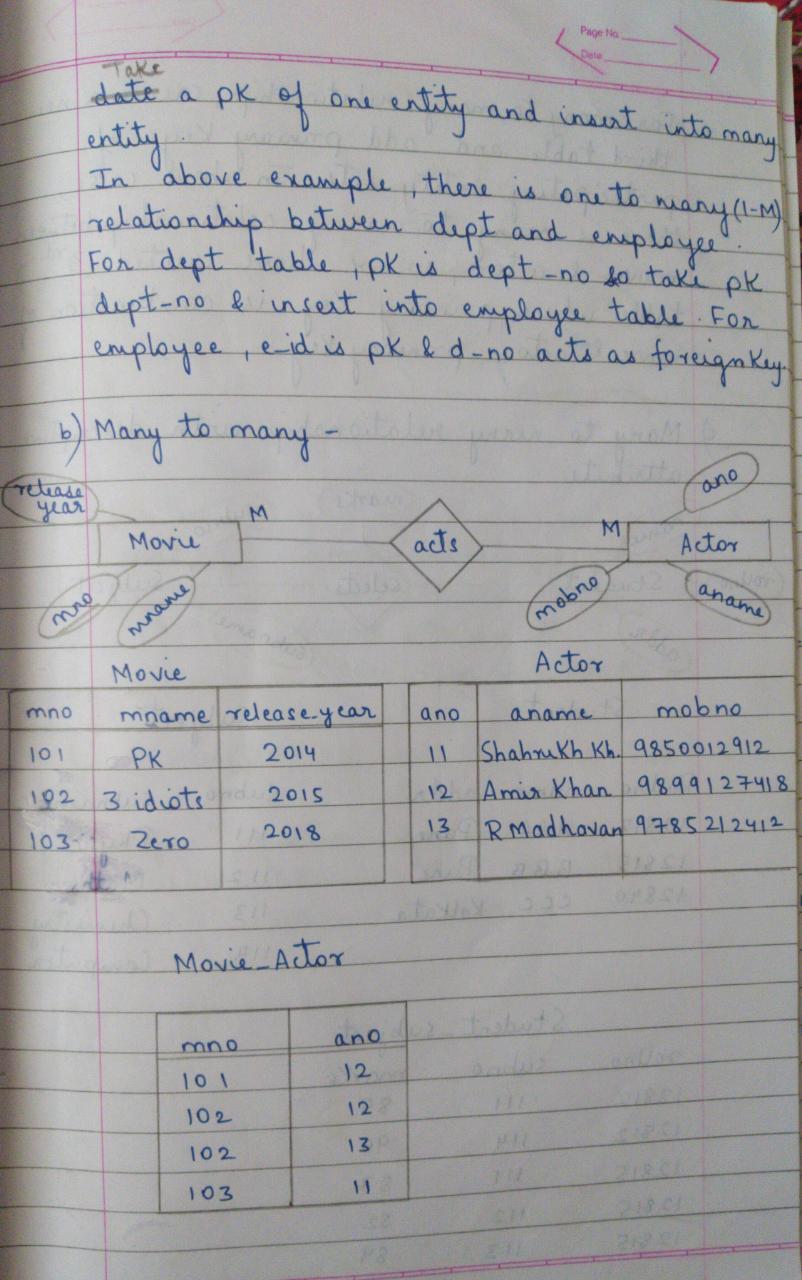 Page No.
Date
Take
date a pk of one entity and insert into many
entity.
In above example, there is one to many (1-M)
relationship between dept and employee.
For dept table, pk is dept-no so take pk
dept-no & insert into employee table. For
employee, e-id is pk & d-no acts as foreign key.
b) Many to many -
release year
Movie
M
acts
M
Actor
ano
mno
mname
mobno
aname
Movie
mno mname release-year
101 PK 2014
102 3 idiots 2015
103 Zero 2018
Actor
ano aname mobno
11 Shahrukh Kh. 9850012912
12 Amir Khan 9899127418
13 R Madhavan 9785212412
Movie_Actor
mno ano
101 12
102 12
102 13
103 11